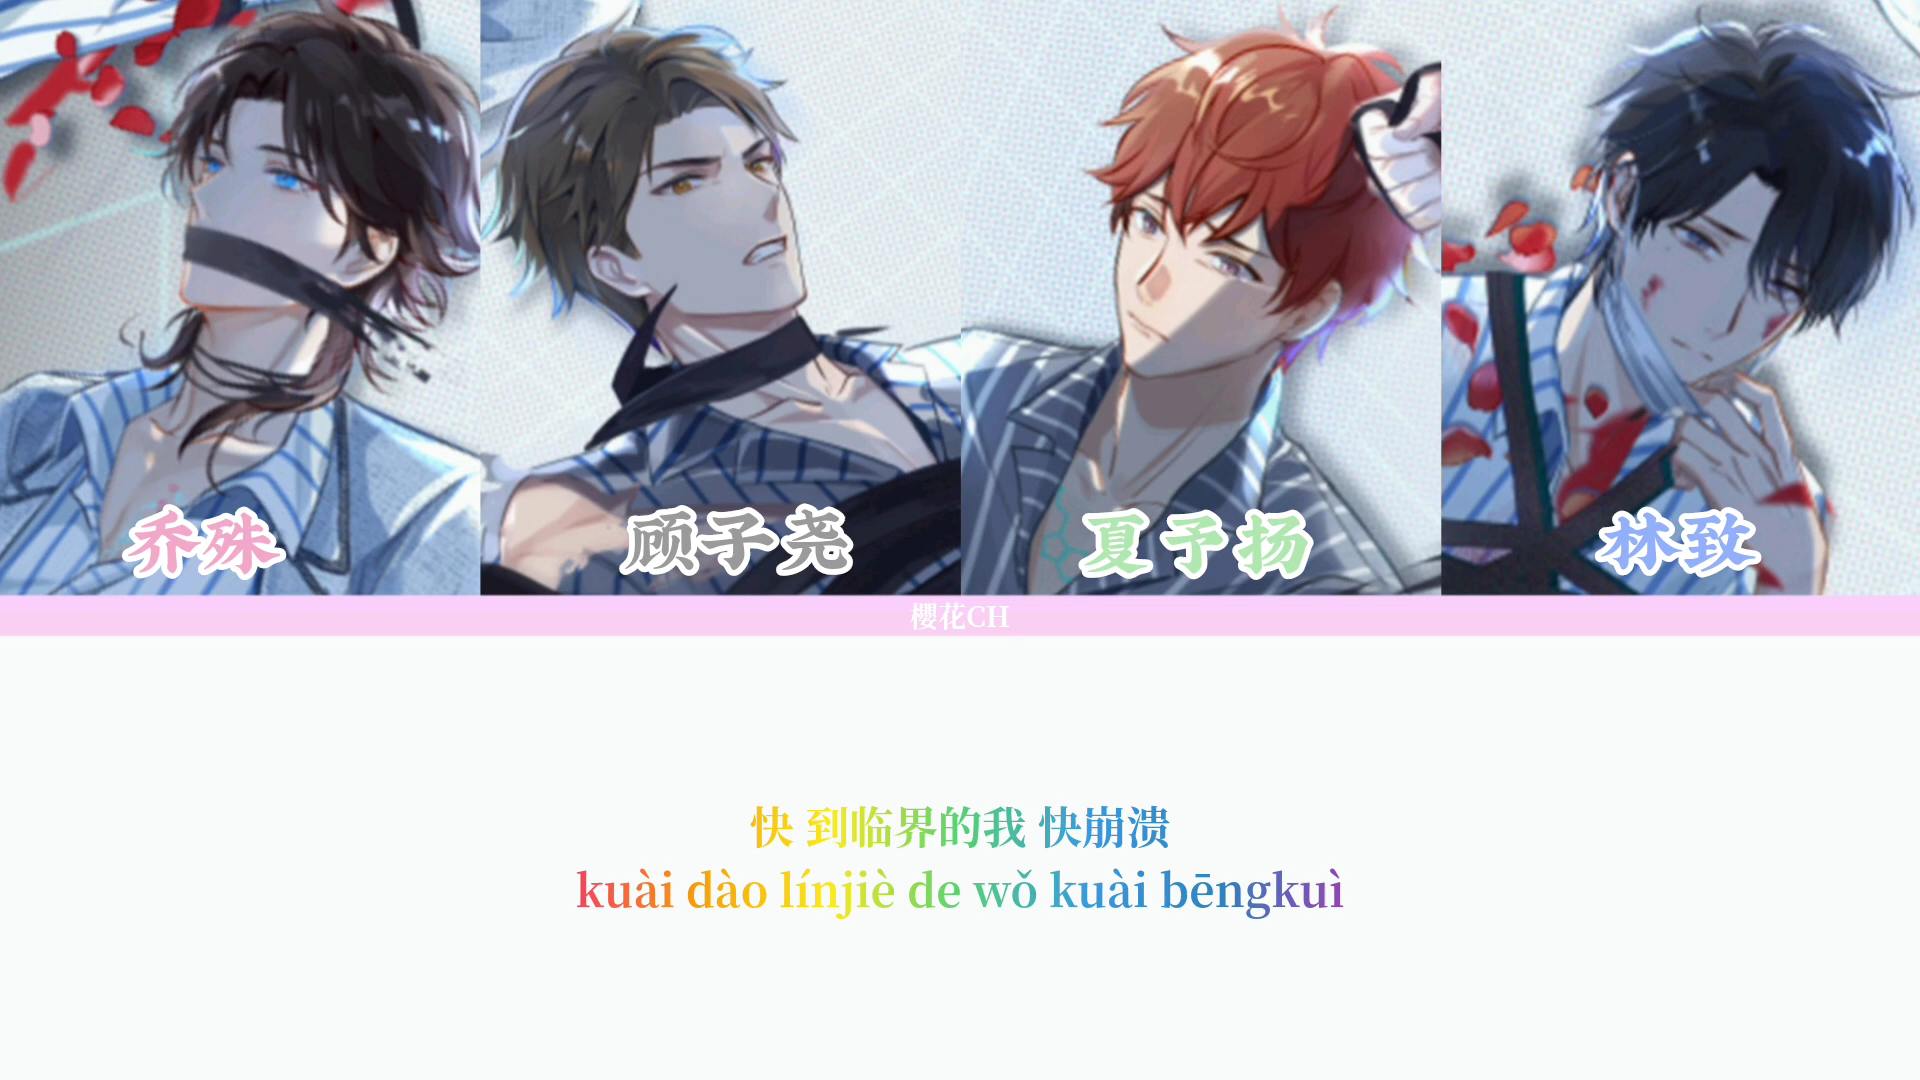 乔殊
顾子尧
夏予扬
林致
櫻花CH
快 到临界的我 快崩溃
kuài dào línjiè de wǒ kuài bēngkuì